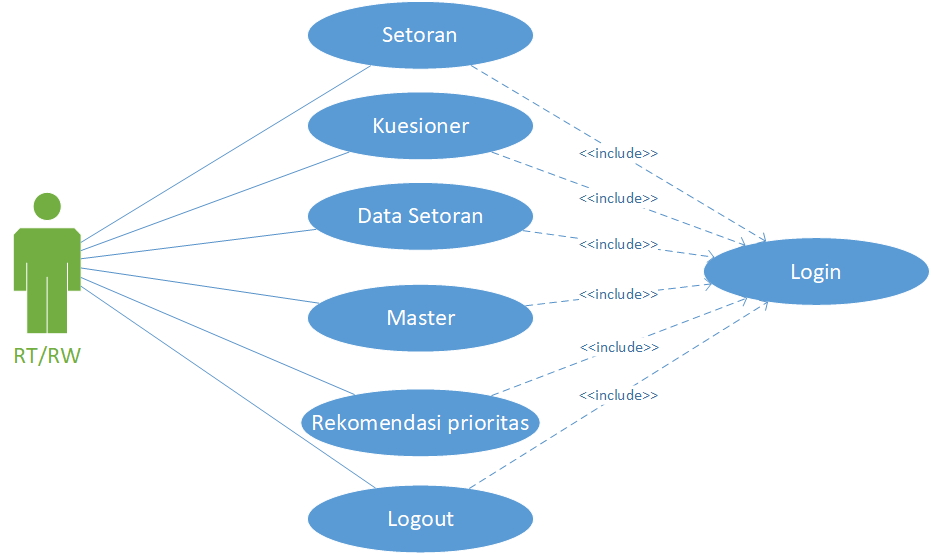 Setoran
Kuesioner
<<include>>
<<include>>
Data Setoran
<<include>>
Login
<<include>>
Master
<<include>>
RT/RW
<<include>>
Rekomendasi prioritas
Logout